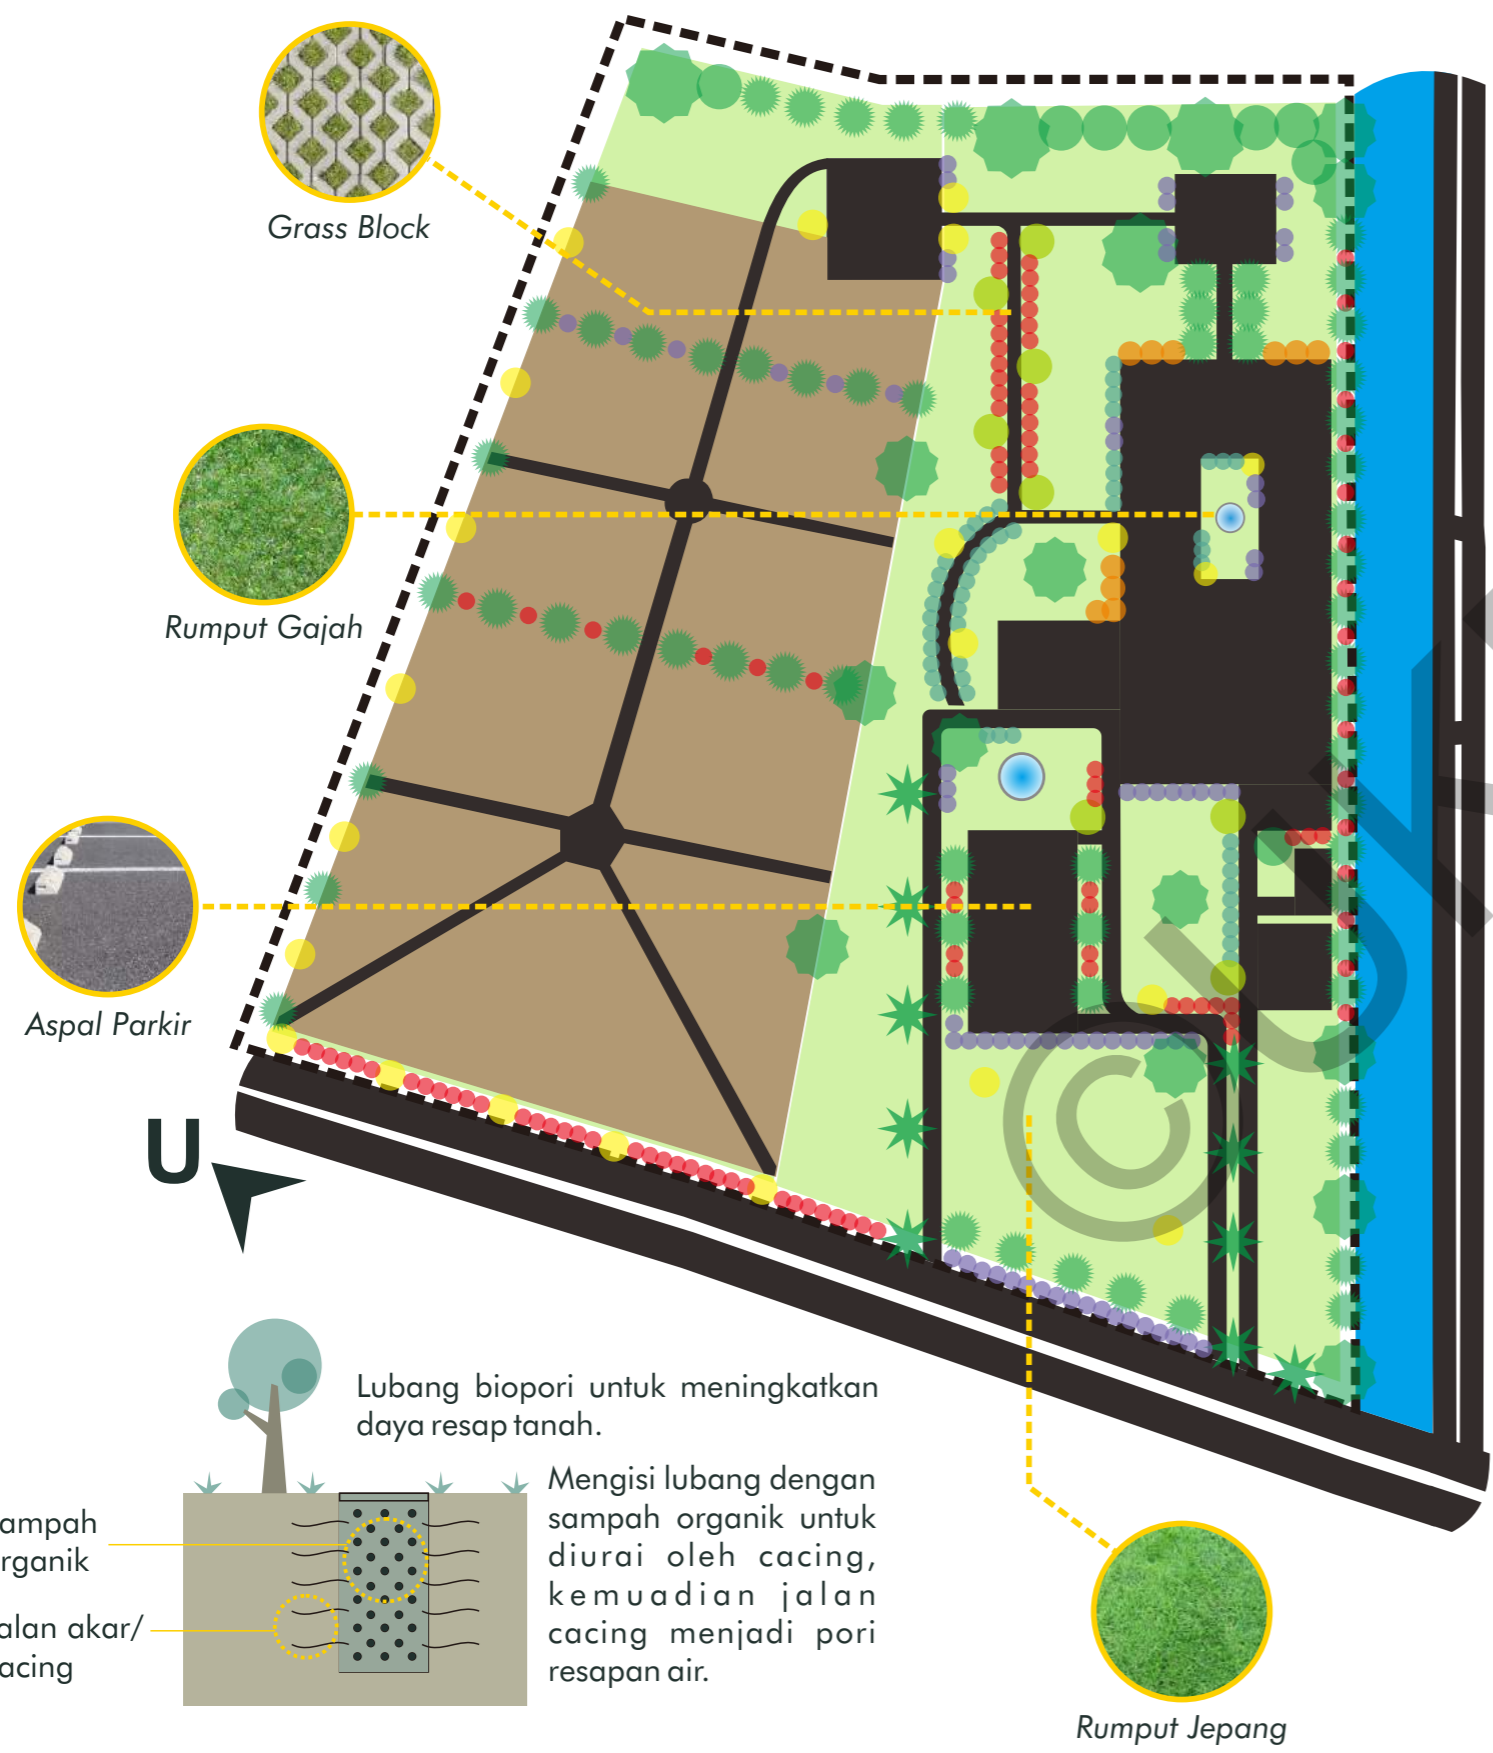 Grass Block
Rumput Gajah
Aspal Parkir
U
Lubang biopori untuk meningkatkan
daya resap tanah.
Mengisi lubang dengan
sampah organik untuk
diurai oleh cacing,
kemuadian jalan
cacing menjadi pori
resapan air.
ampah
rganik
alan akar/
acing
Rumput Jepang